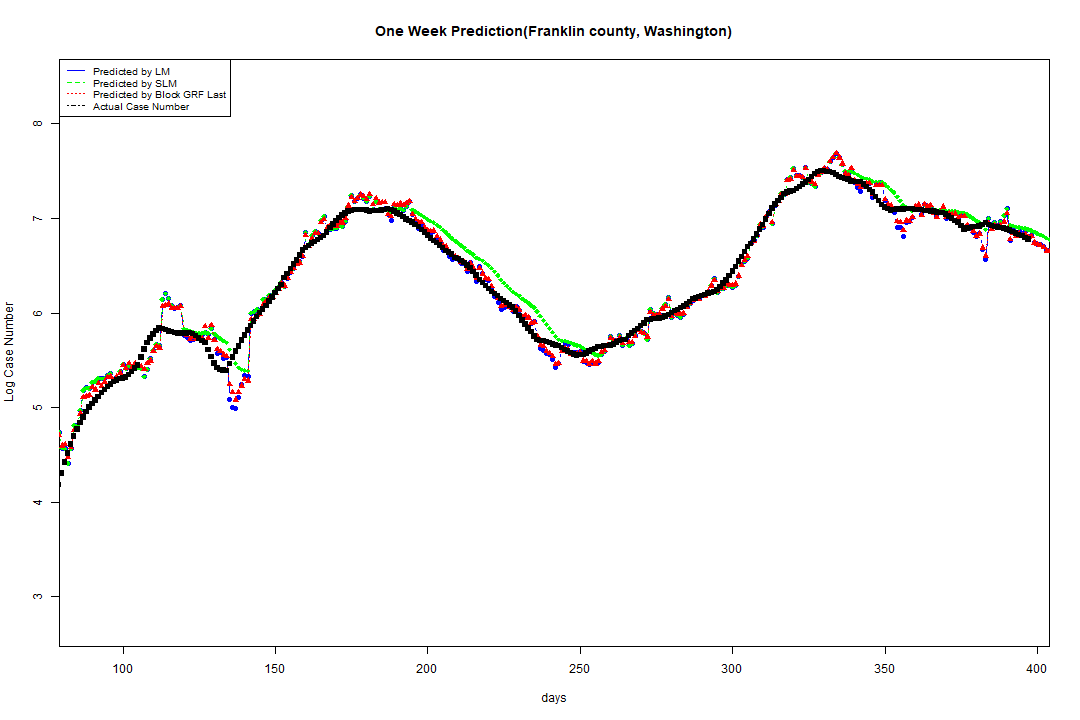 One Week Prediction(Franklin county, Washington)
Predicted by LM
Predicted by SLM
Predicted by Block GRF Last
Actual Case Number
8
7
6
5
4
3
Log Case Number
100 150 200 250 300 350 400
days